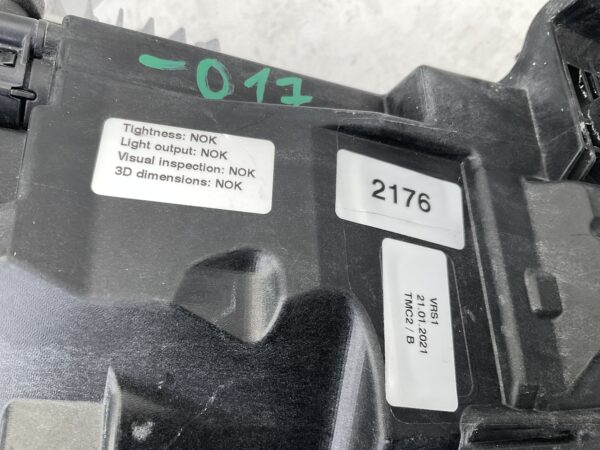 -017
Tightness: NOK
Light output: NOK
Visual inspection: NOK
3D dimensions: NOK
2176
VRS1
21.01.2021
TMC2 / B